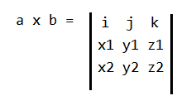 i j k
a x b = x1 y1 z1
x2 y2 z2